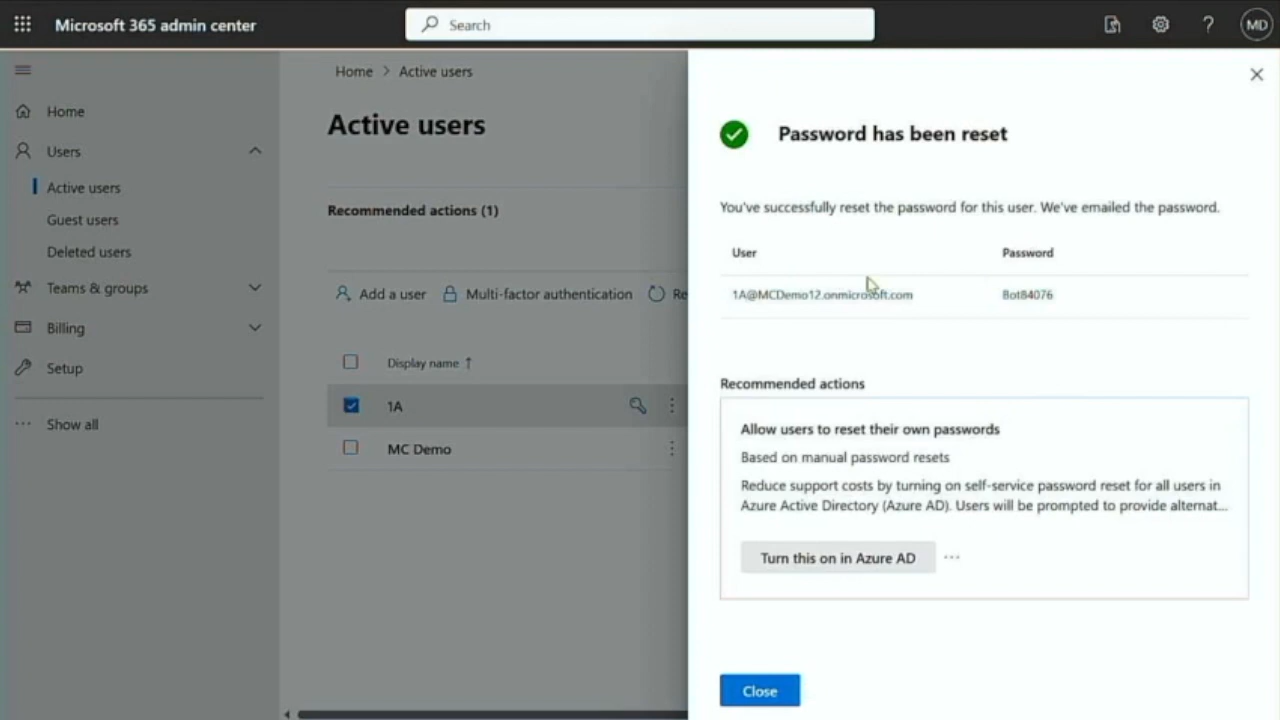 Microsoft 365 admin center
Search
MD
Home
Users
Active users
Guest users
Deleted users
Teams & groups
Billing
Setup
Show all
Home > Active users
Active users
Recommended actions (1)
Add a user
Multi-factor authentication
Re
Display name ↑
1A
MC Demo
Password has been reset
You've successfully reset the password for this user. We've emailed the password.
User Password
1A@MCDemo12.onmicrosoft.com Bot84076
Recommended actions
Allow users to reset their own passwords
Based on manual password resets
Reduce support costs by turning on self-service password reset for all users in
Azure Active Directory (Azure AD). Users will be prompted to provide alternat...
Turn this on in Azure AD
Close